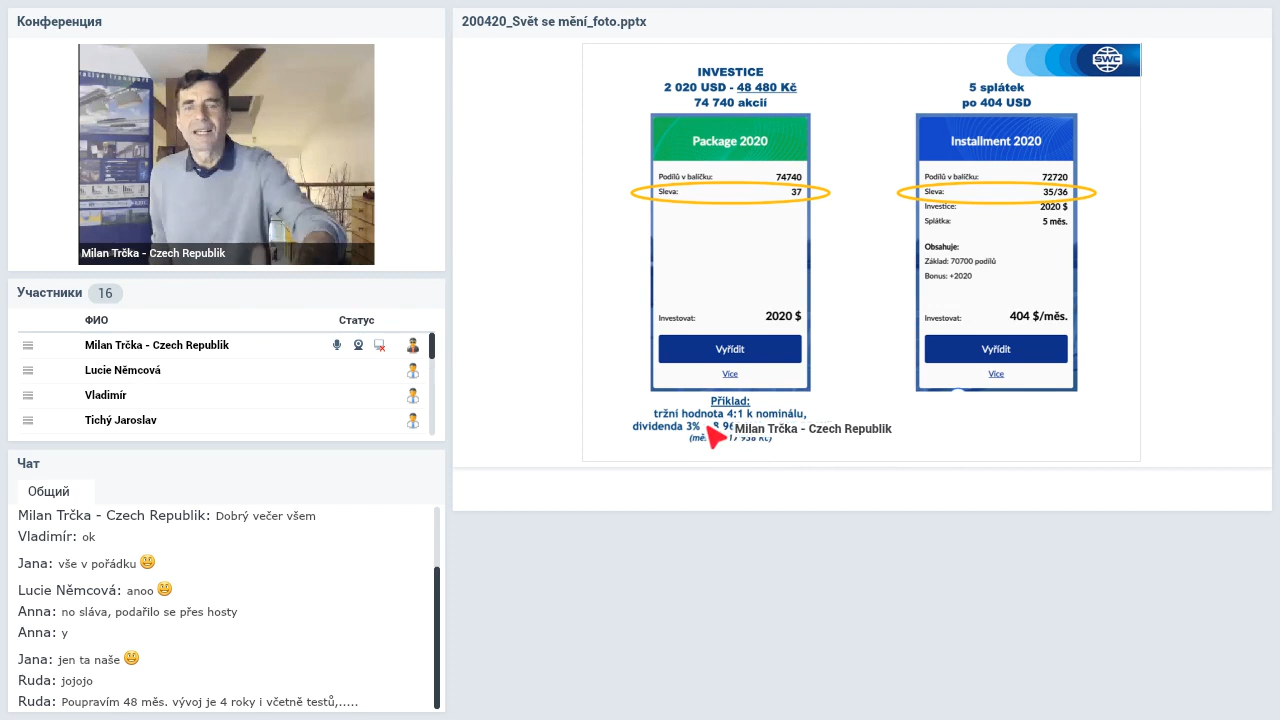 Конференция
Milan Trčka - Czech Republik
Участники 16
ФИО Статус
Milan Trčka - Czech Republik
Lucie Němcová
Vladimír
Tichý Jaroslav
Чат
Общий
Milan Trčka - Czech Republik: Dobrý večer všem
Vladimír: ok
Jana: vše v pořádku
Lucie Němcová: anoo
Anna: no sláva, podařilo se přes hosty
Anna: y
Jana: jen ta naše
Ruda: jojojo
Ruda: Poupravím 48 měs. vývoj je 4 roky i včetně testů,.....
200420_Svět se mění_foto.pptx
SWC
INVESTICE
2 020 USD - 48 480 Kč
74 740 akcií
Package 2020
Podílů v balíčku: 74740
Sleva: 37
Investovat: 2020 $
Vyřídit
Více
Příklad:
tržní hodnota 4:1 k nominálu,
dividenda 3%
Milan Trčka - Czech Republik
5 splátek
po 404 USD
Installment 2020
Podílů v balíčku: 72720
Sleva: 35/36
Investice: 2020 $
Splátka: 5 měs.
Obsahuje:
Základ: 70700 podílů
Bonus: +2020
Investovat: 404 $/měs.
Vyřídit
Více